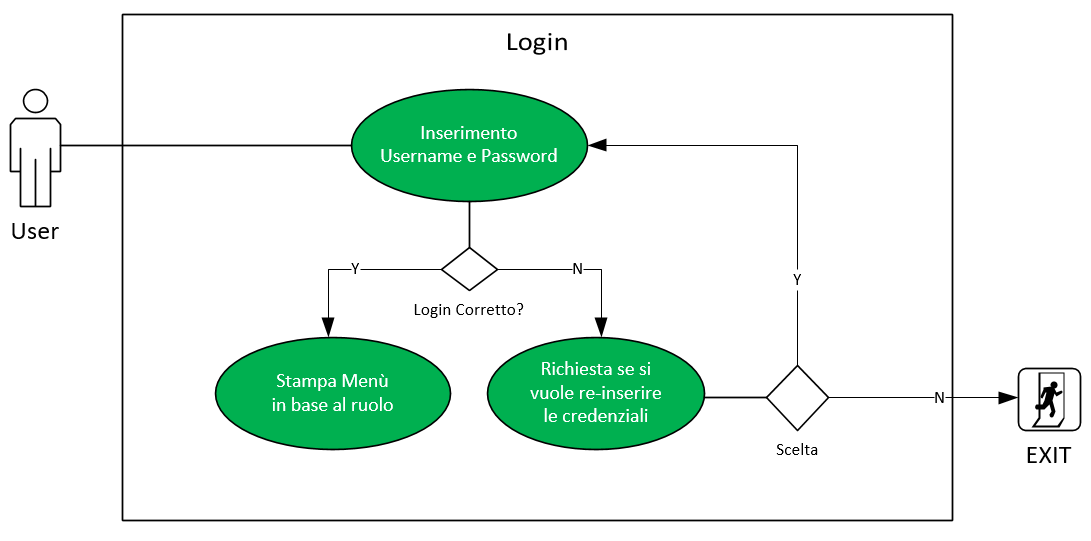 Login
Inserimento
Username e Password
User
Y
N
Login Corretto?
Y
Stampa Menù
in base al ruolo
Richiesta se si
vuole re-inserire
le credenziali
N
Scelta
EXIT